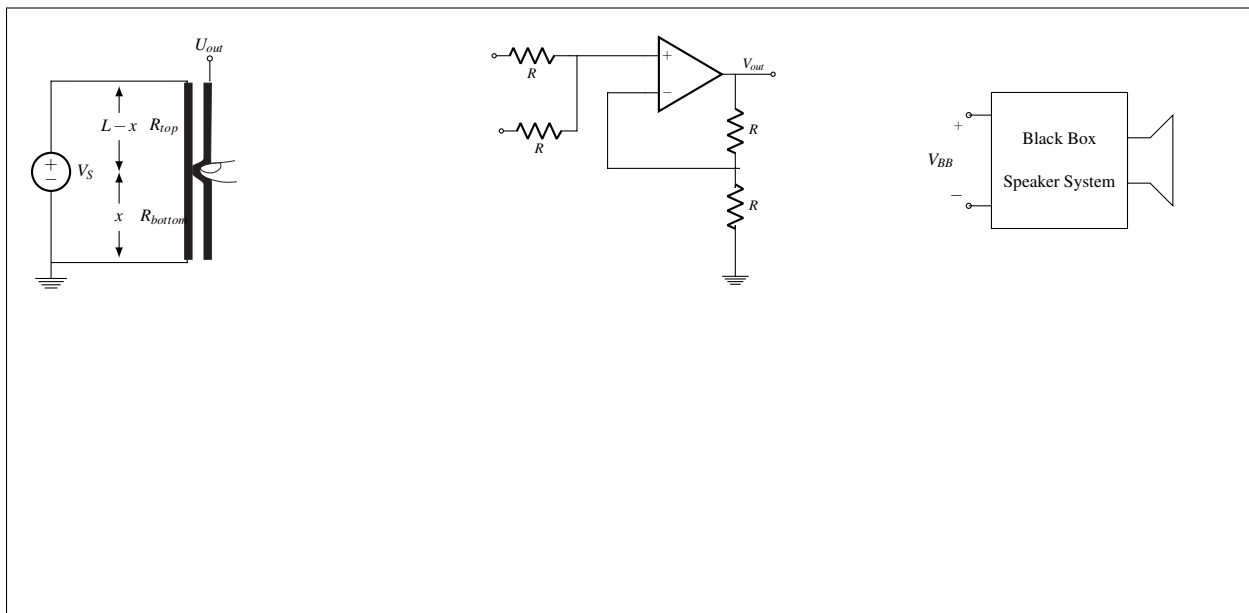 U_out
L − x R_top
+
−
V_S
x R_bottom
R
R
+
−
V_out
R
R
+
V_BB
−
Black Box
Speaker System